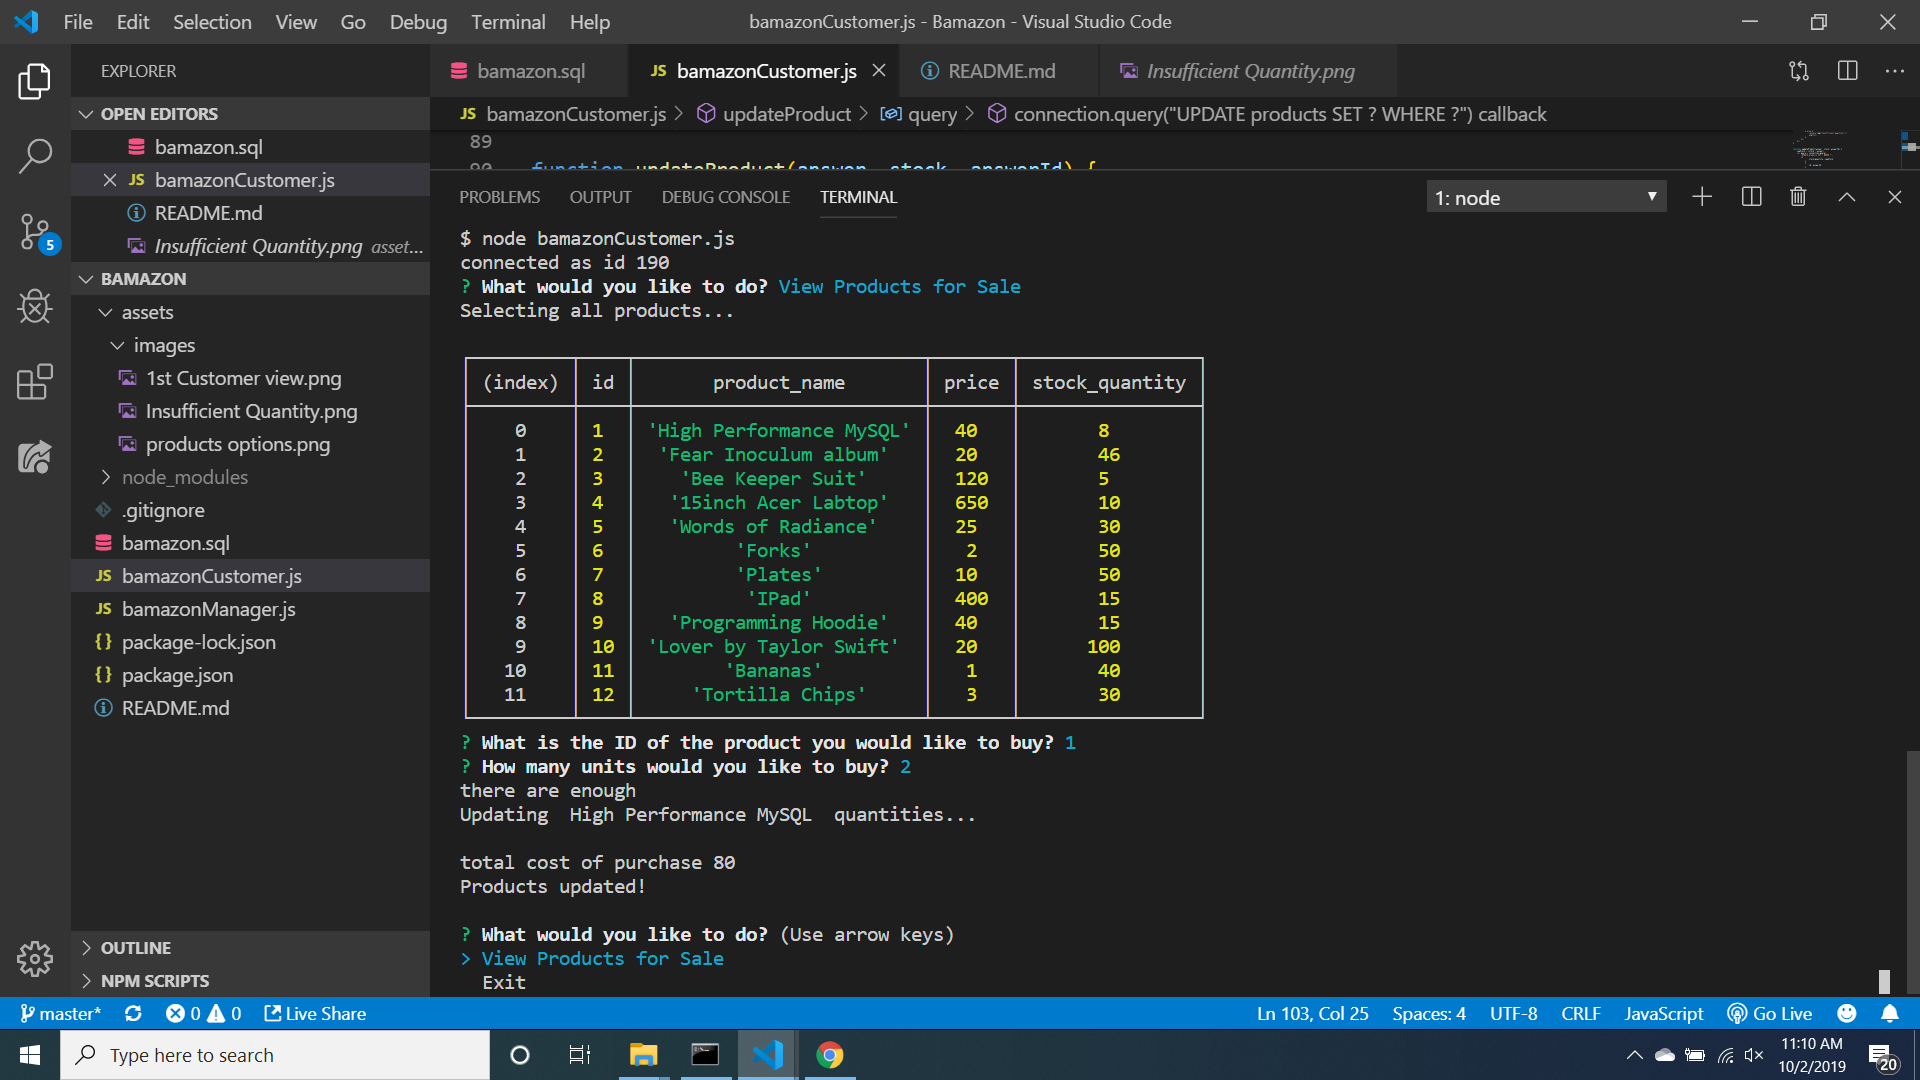 File Edit Selection View Go Debug Terminal Help
bamazonCustomer.js - Bamazon - Visual Studio Code
EXPLORER
OPEN EDITORS
bamazon.sql
bamazonCustomer.js
README.md
Insufficient Quantity.png asset...
BAMAZON
assets
images
1st Customer view.png
Insufficient Quantity.png
products options.png
node_modules
.gitignore
bamazon.sql
JS bamazonCustomer.js
JS bamazonManager.js
{} package-lock.json
{} package.json
README.md
OUTLINE
NPM SCRIPTS
5
bamazon.sql
JS bamazonCustomer.js
README.md
Insufficient Quantity.png
JS bamazonCustomer.js > updateProduct > query > connection.query("UPDATE products SET ? WHERE ?") callback
89
90 function updateProduct(answer, stock, answerId) {
PROBLEMS OUTPUT DEBUG CONSOLE TERMINAL
1: node
$ node bamazonCustomer.js
connected as id 190
? What would you like to do? View Products for Sale
Selecting all products...
(index) id product_name price stock_quantity
0 1 'High Performance MySQL' 40 8
1 2 'Fear Inoculum album' 20 46
2 3 'Bee Keeper Suit' 120 5
3 4 '15inch Acer Labtop' 650 10
4 5 'Words of Radiance' 25 30
5 6 'Forks' 2 50
6 7 'Plates' 10 50
7 8 'IPad' 400 15
8 9 'Programming Hoodie' 40 15
9 10 'Lover by Taylor Swift' 20 100
10 11 'Bananas' 1 40
11 12 'Tortilla Chips' 3 30
? What is the ID of the product you would like to buy? 1
? How many units would you like to buy? 2
there are enough
Updating  High Performance MySQL  quantities...
total cost of purchase 80
Products updated!
? What would you like to do? (Use arrow keys)
> View Products for Sale
Exit
master* 0 0 Live Share
Ln 103, Col 25 Spaces: 4 UTF-8 CRLF JavaScript Go Live
Type here to search
11:10 AM
10/2/2019
20